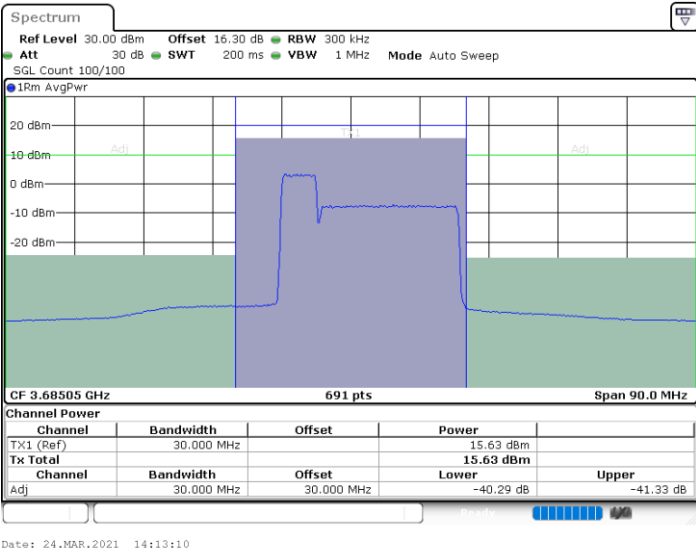 Spectrum
Ref Level 30.00 dBm Offset 16.30 dB RBW 300 kHz
Att 30 dB SWT 200 ms VBW 1 MHz Mode Auto Sweep
SGL Count 100/100
1Rm AvgPwr
20 dBm
TX1
Adj Adj
10 dBm
0 dBm
-10 dBm
-20 dBm
CF 3.68505 GHz 691 pts Span 90.0 MHz
Channel Power
Channel Bandwidth Offset Power
TX1 (Ref) 30.000 MHz 15.63 dBm
Tx Total 15.63 dBm
Channel Bandwidth Offset Lower Upper
Adj 30.000 MHz 30.000 MHz -40.29 dB -41.33 dB
Ready
Date: 24.MAR.2021 14:13:10